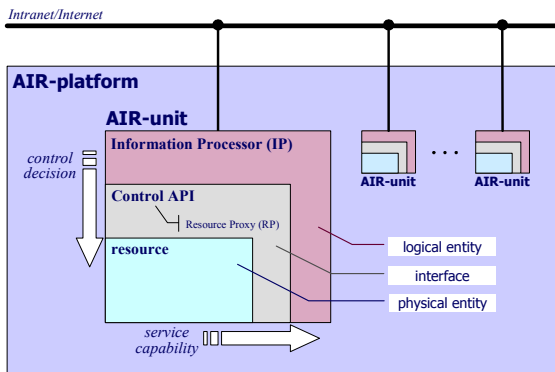 Intranet/Internet
AIR-platform
AIR-unit
Information Processor (IP)
control
decision
Control API
Resource Proxy (RP)
resource
service
capability
AIR-unit
. . .
AIR-unit
logical entity
interface
physical entity